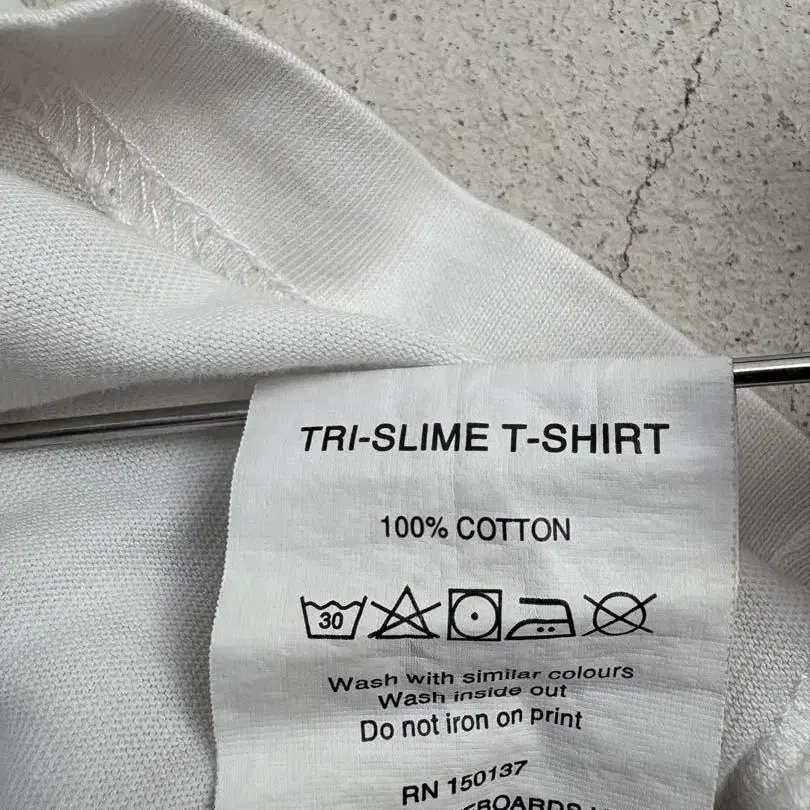 TRI-SLIME T-SHIRT
100% COTTON
30
Wash with similar colours
Wash inside out
Do not iron on print
RN 150137